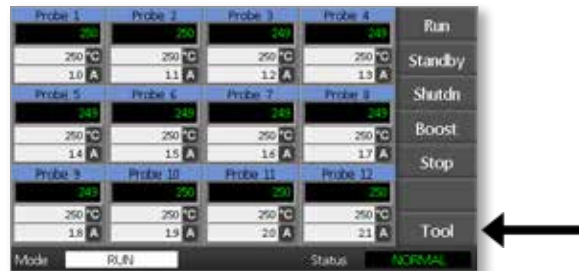 Probe 1 Probe 2 Probe 3 Probe 4 Run
250 250 249 249
250 °C 250 °C 250 °C 250 °C Standby
1.0 A 1.1 A 1.2 A 1.3 A
Probe 5 Probe 6 Probe 7 Probe 8 Shutdn
249 249 249 249
250 °C 250 °C 250 °C 250 °C Boost
1.4 A 1.5 A 1.6 A 1.7 A Stop
Probe 9 Probe 10 Probe 11 Probe 12
249 250 250 250
250 °C 250 °C 250 °C 250 °C
1.8 A 1.9 A 2.0 A 2.1 A Tool
Mode RUN Status NORMAL